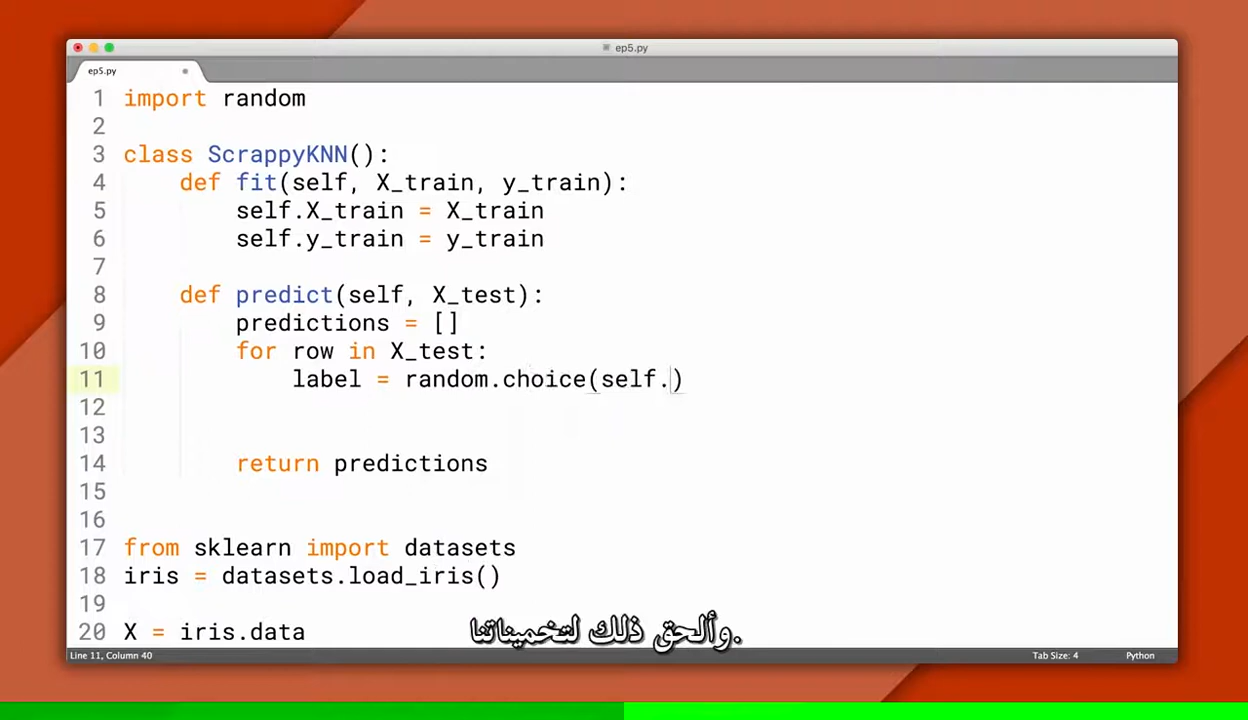 ep5.py
ep5.py
1 import random
2
3 class ScrappyKNN():
4     def fit(self, X_train, y_train):
5         self.X_train = X_train
6         self.y_train = y_train
7
8     def predict(self, X_test):
9         predictions = []
10         for row in X_test:
11             label = random.choice(self.)
12
13
14         return predictions
15
16
17 from sklearn import datasets
18 iris = datasets.load_iris()
19
20 X = iris.data
وألحق ذلك لتخميناتنا.
Line 11, Column 40 Tab Size: 4 Python